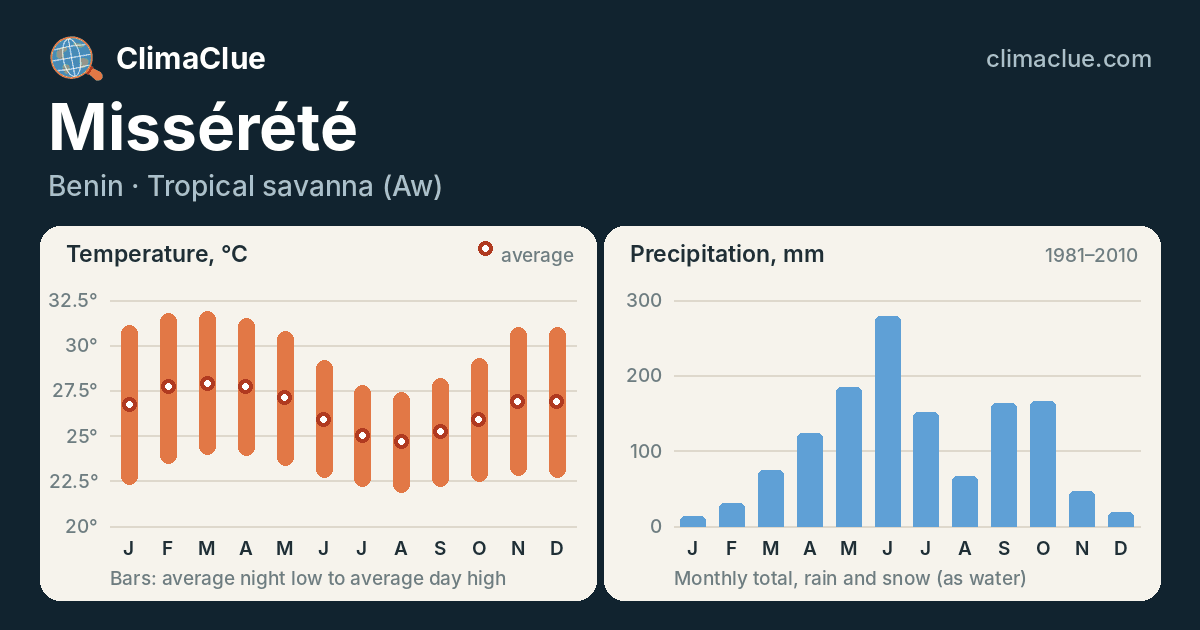 ClimaClue
climaclue.com
Missérété
Benin · Tropical savanna (Aw)
Temperature, °C
average
32.5°
30°
27.5°
25°
22.5°
20°
J F M A M J J A S O N D
Bars: average night low to average day high
Precipitation, mm
1981–2010
300
200
100
0
J F M A M J J A S O N D
Monthly total, rain and snow (as water)